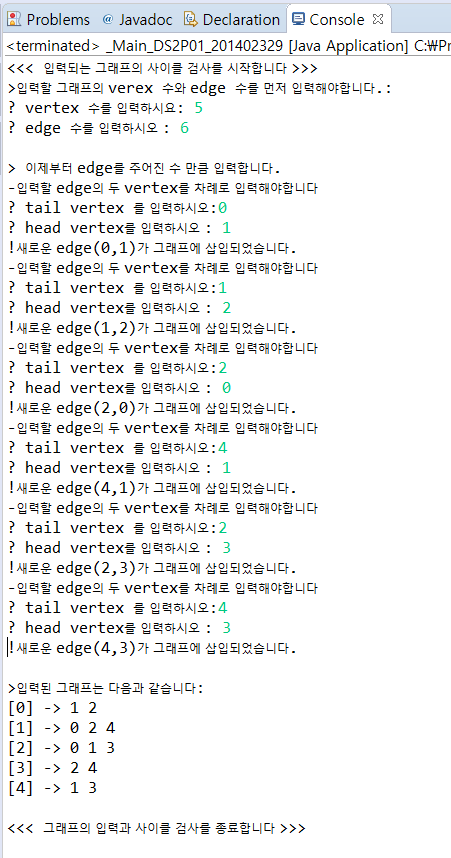 Problems @ Javadoc Declaration Console
<terminated> _Main_DS2P01_201402329 [Java Application] C:₩Pr
<<< 입력되는 그래프의 사이클 검사를 시작합니다 >>>
>입력할 그래프의 verex 수와 edge 수를 먼저 입력해야합니다.:
? vertex 수를 입력하시요: 5
? edge 수를 입력하시오 : 6
> 이제부터 edge를 주어진 수 만큼 입력합니다.
-입력할 edge의 두 vertex를 차례로 입력해야합니다
? tail vertex 를 입력하시오:0
? head vertex를 입력하시오 : 1
!새로운 edge(0,1)가 그래프에 삽입되었습니다.
-입력할 edge의 두 vertex를 차례로 입력해야합니다
? tail vertex 를 입력하시오:1
? head vertex를 입력하시오 : 2
!새로운 edge(1,2)가 그래프에 삽입되었습니다.
-입력할 edge의 두 vertex를 차례로 입력해야합니다
? tail vertex 를 입력하시오:2
? head vertex를 입력하시오 : 0
!새로운 edge(2,0)가 그래프에 삽입되었습니다.
-입력할 edge의 두 vertex를 차례로 입력해야합니다
? tail vertex 를 입력하시오:4
? head vertex를 입력하시오 : 1
!새로운 edge(4,1)가 그래프에 삽입되었습니다.
-입력할 edge의 두 vertex를 차례로 입력해야합니다
? tail vertex 를 입력하시오:2
? head vertex를 입력하시오 : 3
!새로운 edge(2,3)가 그래프에 삽입되었습니다.
-입력할 edge의 두 vertex를 차례로 입력해야합니다
? tail vertex 를 입력하시오:4
? head vertex를 입력하시오 : 3
!새로운 edge(4,3)가 그래프에 삽입되었습니다.
>입력된 그래프는 다음과 같습니다:
[0] -> 1 2
[1] -> 0 2 4
[2] -> 0 1 3
[3] -> 2 4
[4] -> 1 3
<<< 그래프의 입력과 사이클 검사를 종료합니다 >>>